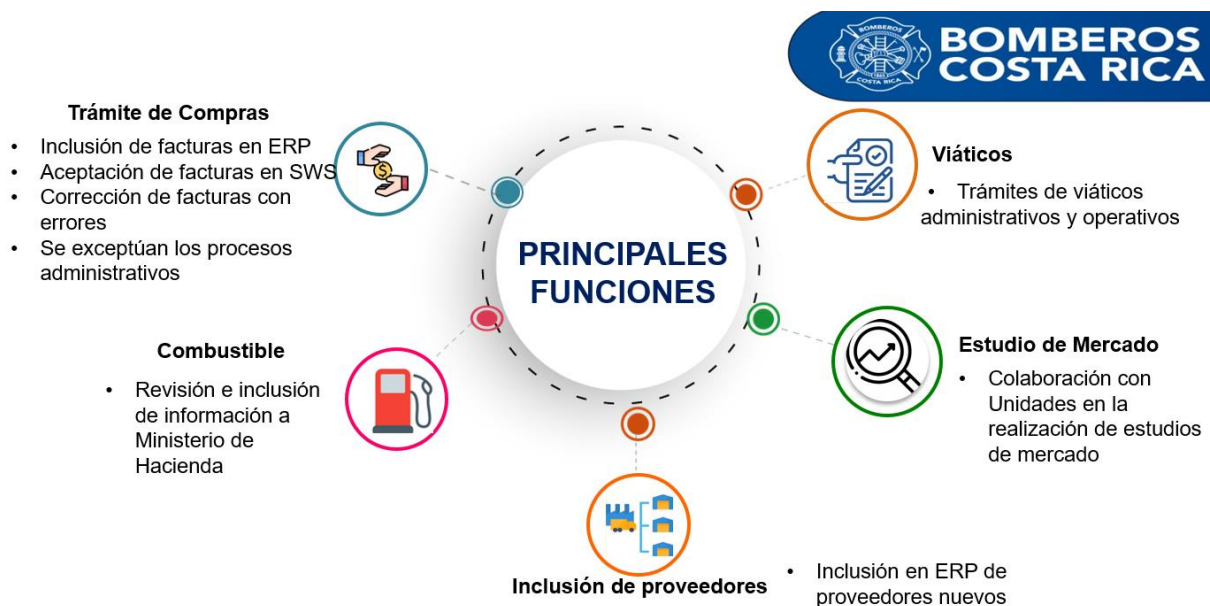 BOMBEROS
COSTA RICA
Trámite de Compras
• Inclusión de facturas en ERP
• Aceptación de facturas en SWS
• Corrección de facturas con
errores
• Se exceptúan los procesos
administrativos
Viáticos
• Trámites de viáticos
administrativos y operativos
PRINCIPALES
FUNCIONES
Combustible
• Revisión e inclusión
de información a
Ministerio de
Hacienda
Estudio de Mercado
• Colaboración con
Unidades en la
realización de estudios
de mercado
Inclusión de proveedores
• Inclusión en ERP de
proveedores nuevos